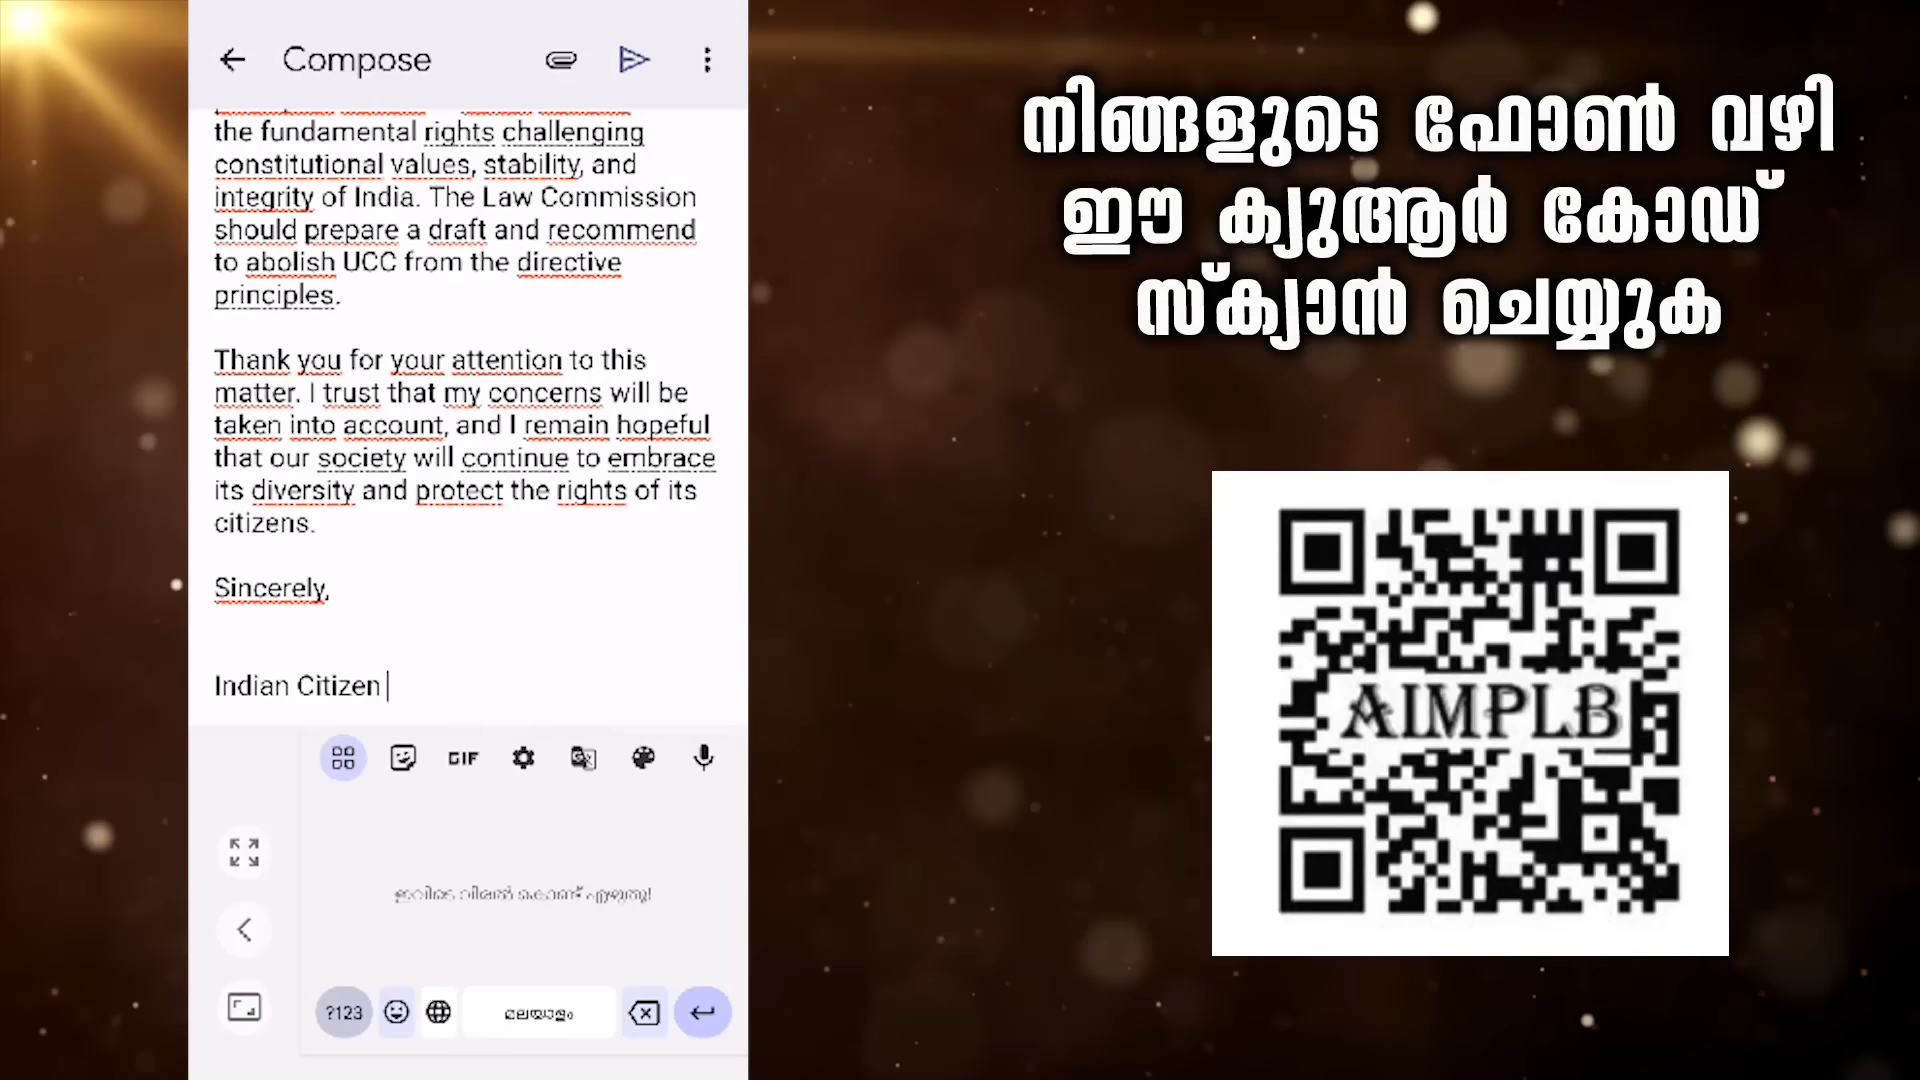 Compose
the fundamental rights challenging
constitutional values, stability, and
integrity of India. The Law Commission
should prepare a draft and recommend
to abolish UCC from the directive
principles.
Thank you for your attention to this
matter. I trust that my concerns will be
taken into account, and I remain hopeful
that our society will continue to embrace
its diversity and protect the rights of its
citizens.
Sincerely,
Indian Citizen
GIF
ഇവിടെ വിരൽ കൊണ്ട് എഴുതൂ!
?123
മലയാളം
നിങ്ങളുടെ ഫോൺ വഴി
ഈ ക്യുആർ കോഡ്
സ്ക്യാൻ ചെയ്യുക
AIMPLB